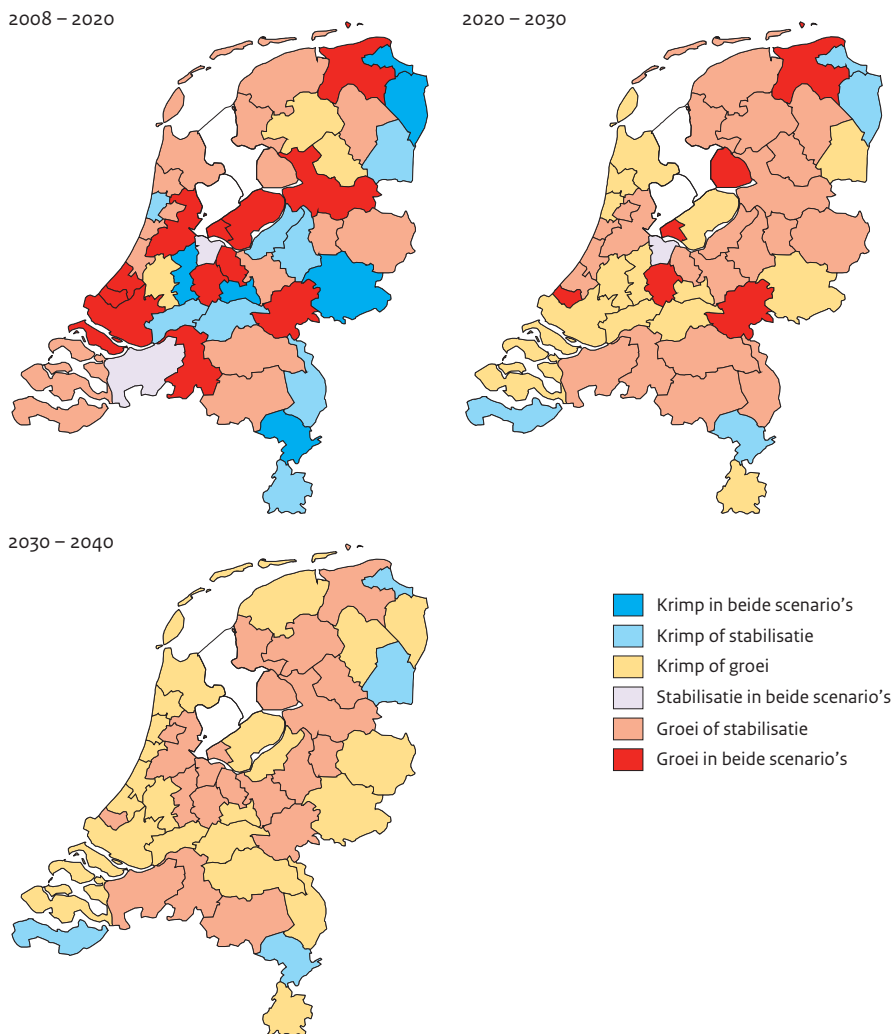 2008 – 2020
2020 – 2030
2030 – 2040
Krimp in beide scenario's
Krimp of stabilisatie
Krimp of groei
Stabilisatie in beide scenario's
Groei of stabilisatie
Groei in beide scenario's